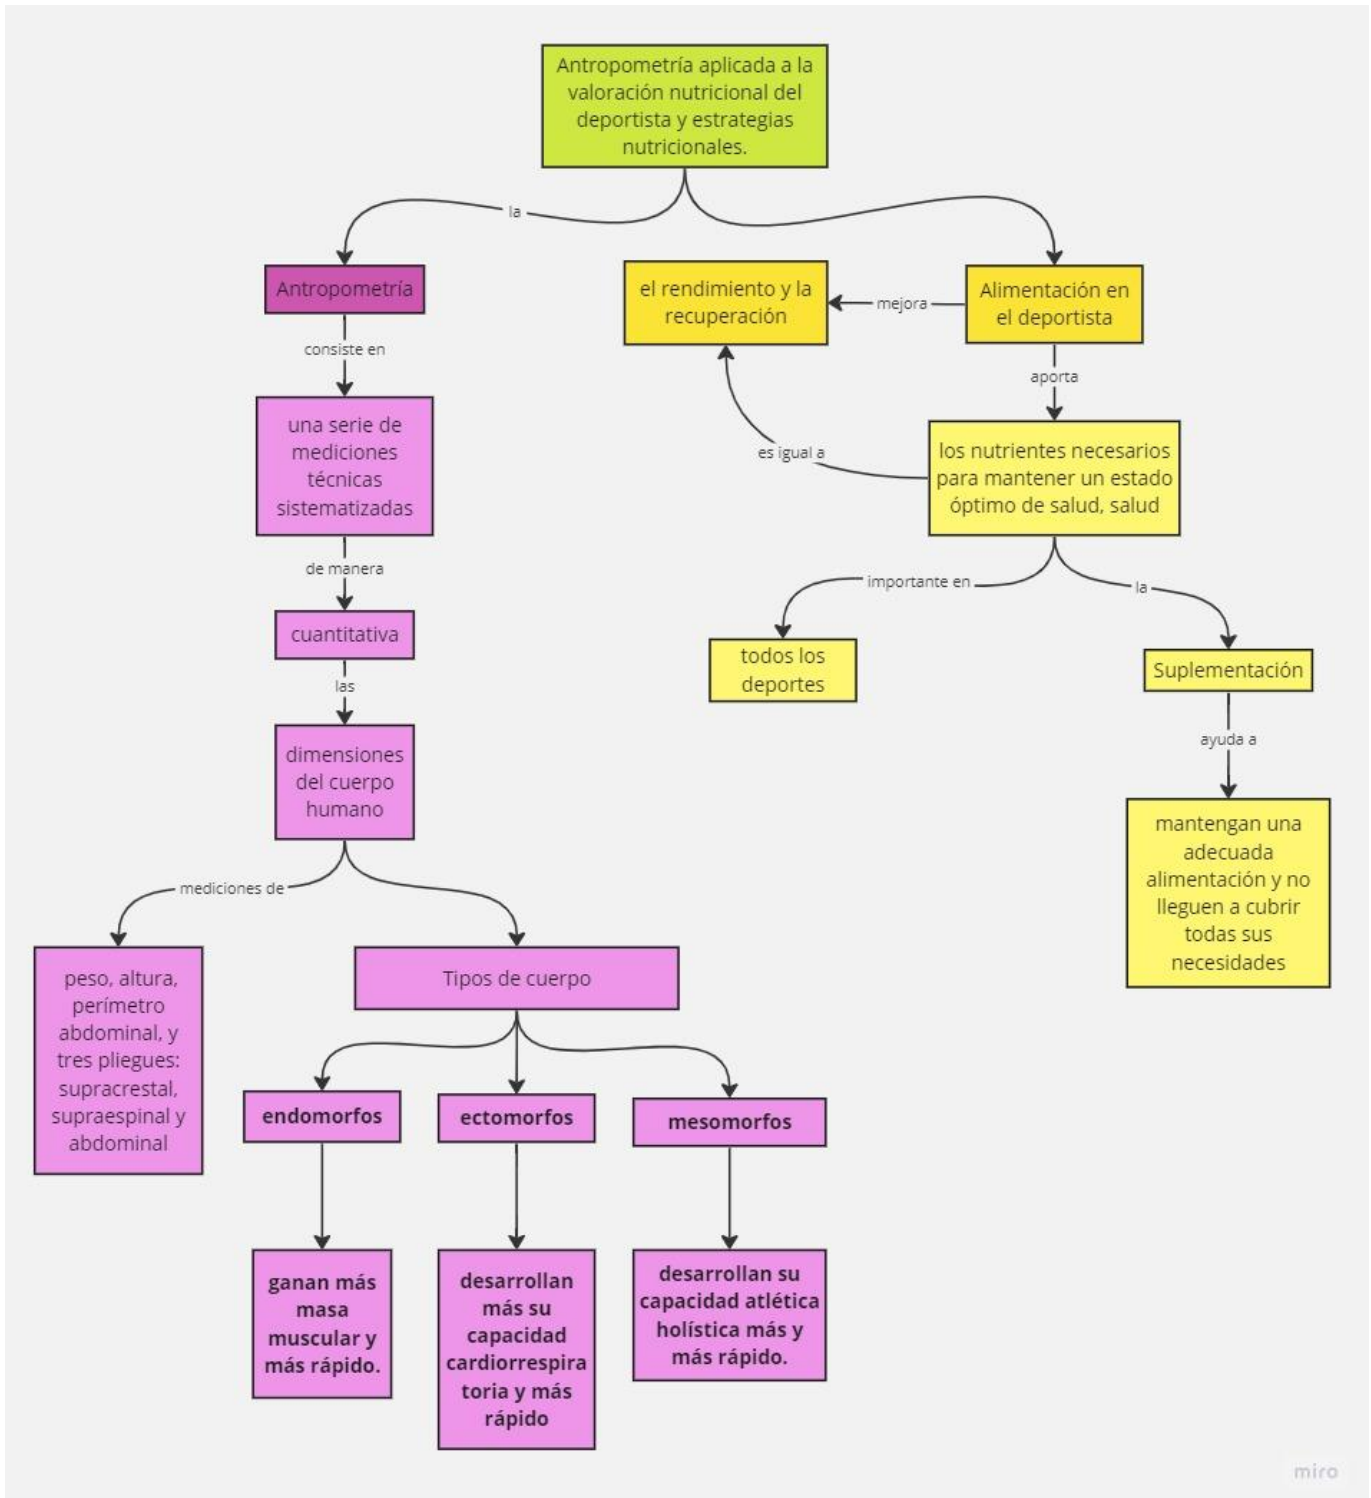 Antropometría aplicada a la
valoración nutricional del
deportista y estrategias
nutricionales.
la
Antropometría
el rendimiento y la
recuperación
mejora
Alimentación en
el deportista
consiste en
aporta
una serie de
mediciones
técnicas
sistematizadas
es igual a
los nutrientes necesarios
para mantener un estado
óptimo de salud, salud
de manera
importante en
la
cuantitativa
todos los
deportes
Suplementación
las
ayuda a
dimensiones
del cuerpo
humano
mantengan una
adecuada
alimentación y no
lleguen a cubrir
todas sus
necesidades
mediciones de
peso, altura,
perímetro
abdominal, y
tres pliegues:
supracrestal,
supraespinal y
abdominal
Tipos de cuerpo
endomorfos
ectomorfos
mesomorfos
ganan más
masa
muscular y
más rápido.
desarrollan
más su
capacidad
cardiorrespira
toria y más
rápido
desarrollan su
capacidad atlética
holística más y
más rápido.
miro